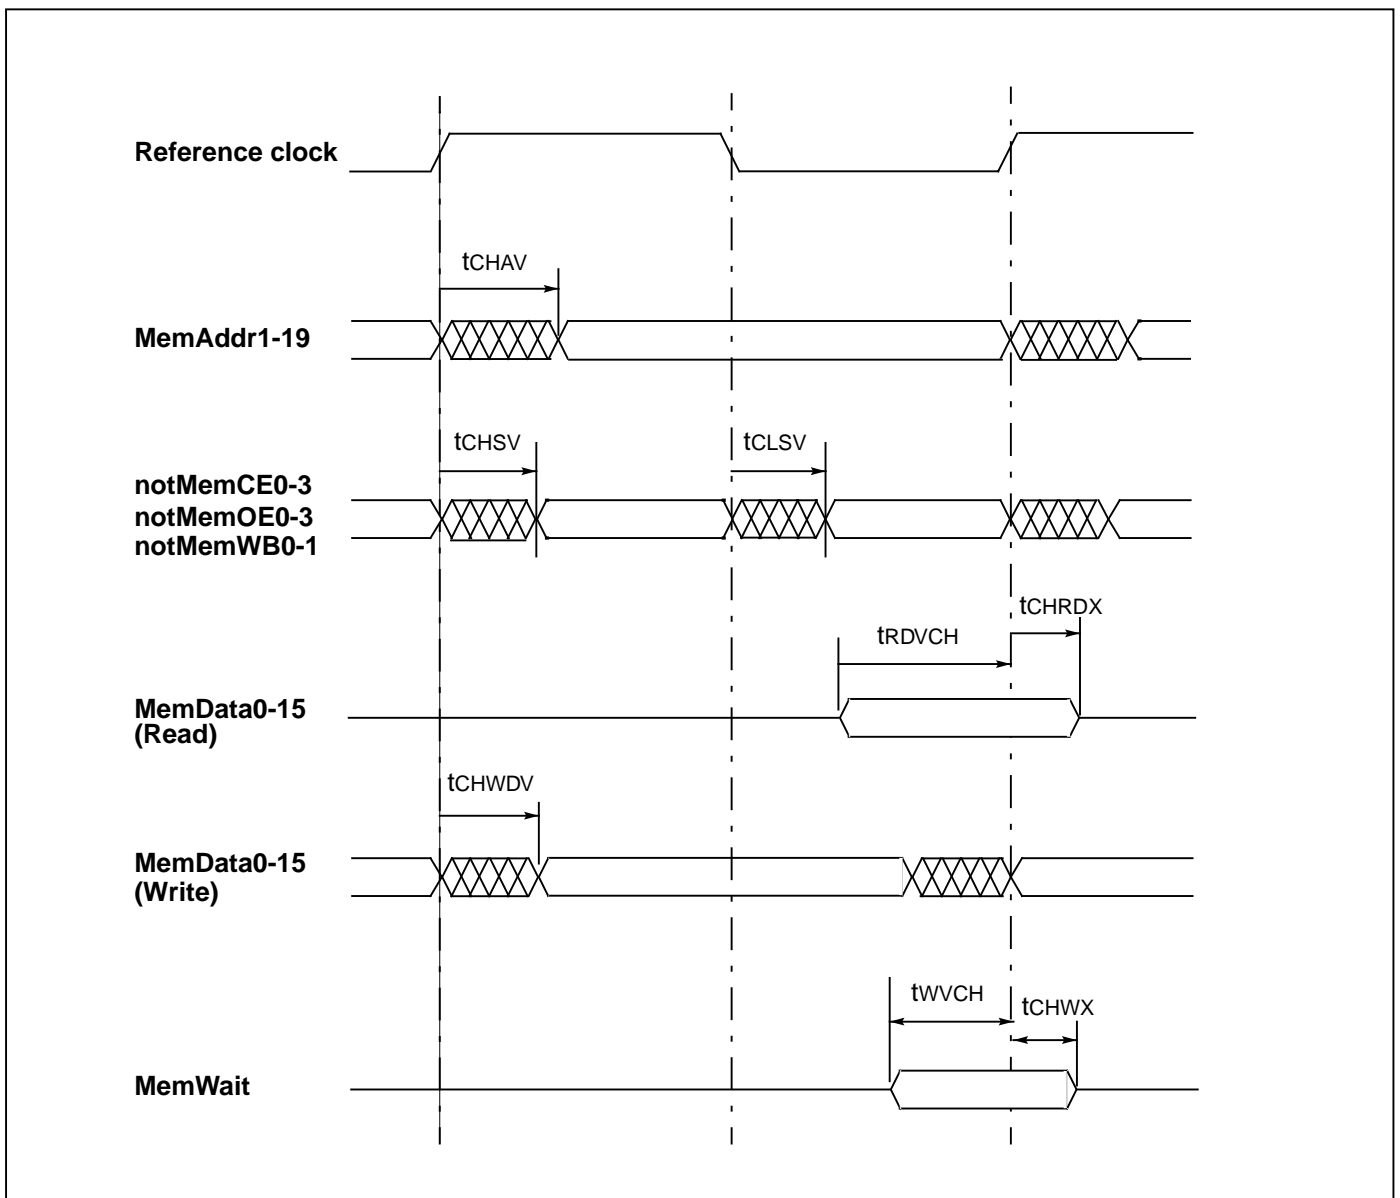 Reference clock
tCHAV
MemAddr1-19
tCHSV
tCLSV
notMemCE0-3
notMemOE0-3
notMemWB0-1
tCHRDX
tRDVCH
MemData0-15
(Read)
tCHWDV
MemData0-15
(Write)
tWVCH
tCHWX
MemWait